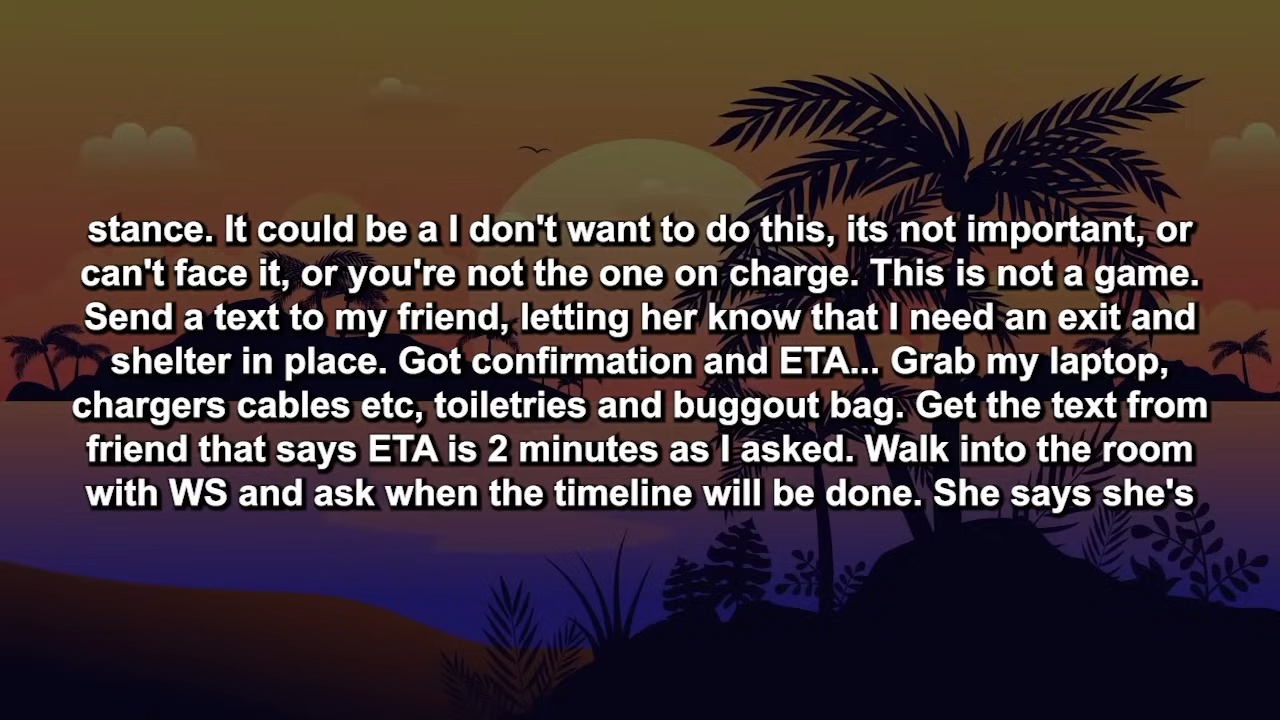 stance. It could be a I don't want to do this, its not important, or
can't face it, or you're not the one on charge. This is not a game.
Send a text to my friend, letting her know that I need an exit and
shelter in place. Got confirmation and ETA... Grab my laptop,
chargers cables etc, toiletries and buggout bag. Get the text from
friend that says ETA is 2 minutes as I asked. Walk into the room
with WS and ask when the timeline will be done. She says she's